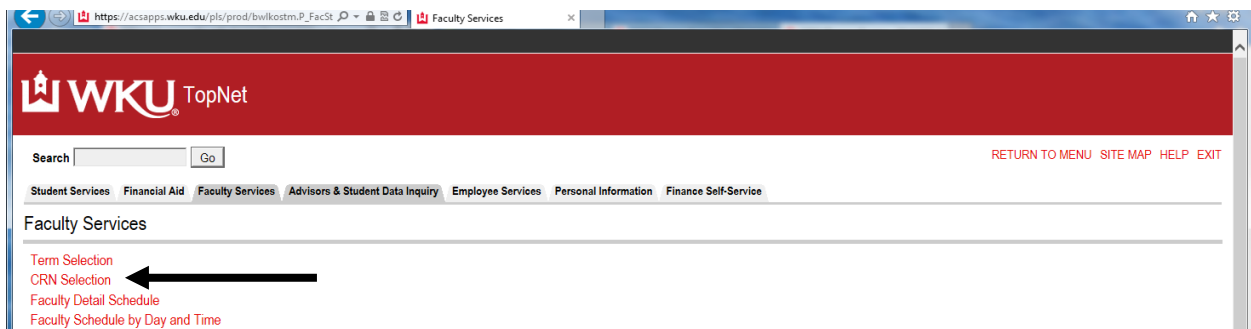 https://acsapps.wku.edu/pls/prod/bwlkostm.P_FacSt Faculty Services
WKU® TopNet
Search Go RETURN TO MENU SITE MAP HELP EXIT
Student Services Financial Aid Faculty Services Advisors & Student Data Inquiry Employee Services Personal Information Finance Self-Service
Faculty Services
Term Selection
CRN Selection
Faculty Detail Schedule
Faculty Schedule by Day and Time